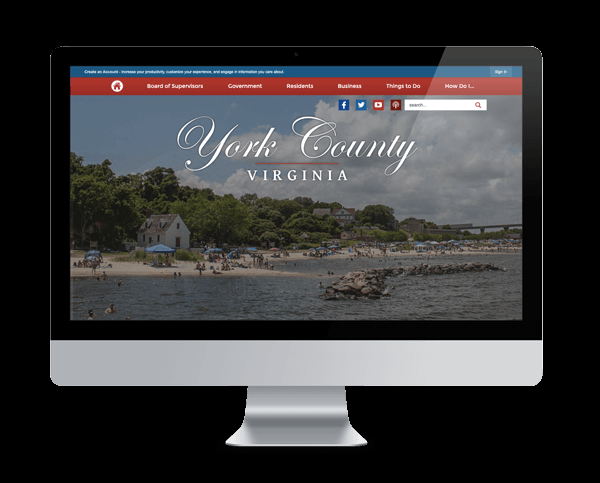 Create an Account - Increase your productivity, customize your experience, and engage in information you care about. Sign In
Board of Supervisors Government Residents Business Things to Do How Do I...
search...
York County
VIRGINIA